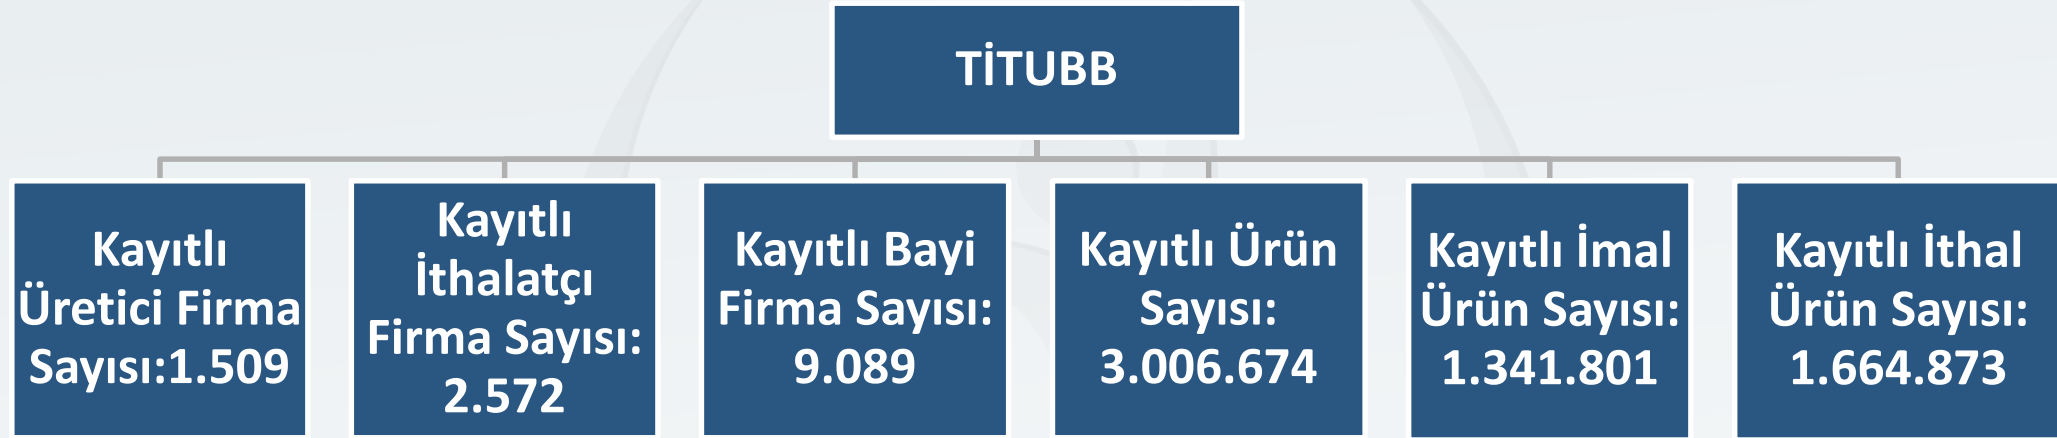 TİTUBB
Kayıtlı
Üretici Firma
Sayısı:1.509
Kayıtlı
İthalatçı
Firma Sayısı:
2.572
Kayıtlı Bayi
Firma Sayısı:
9.089
Kayıtlı Ürün
Sayısı:
3.006.674
Kayıtlı İmal
Ürün Sayısı:
1.341.801
Kayıtlı İthal
Ürün Sayısı:
1.664.873